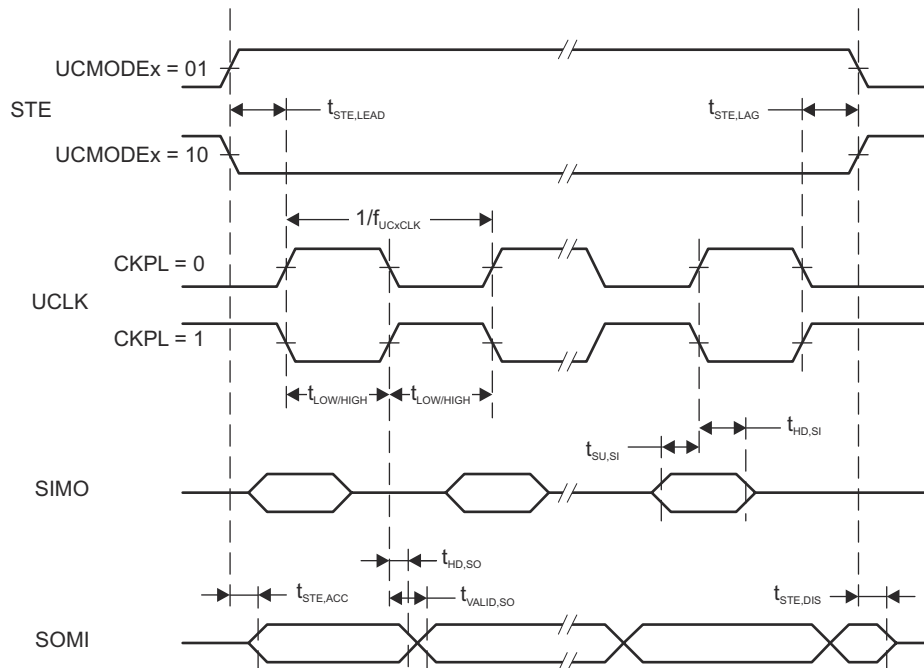 UCMODEx = 01
STE
tSTE,LEAD
tSTE,LAG
UCMODEx = 10
1/fUCxCLK
CKPL = 0
UCLK
CKPL = 1
tLOW/HIGH
tLOW/HIGH
tHD,SI
tSU,SI
SIMO
tHD,SO
tSTE,ACC
tVALID,SO
tSTE,DIS
SOMI